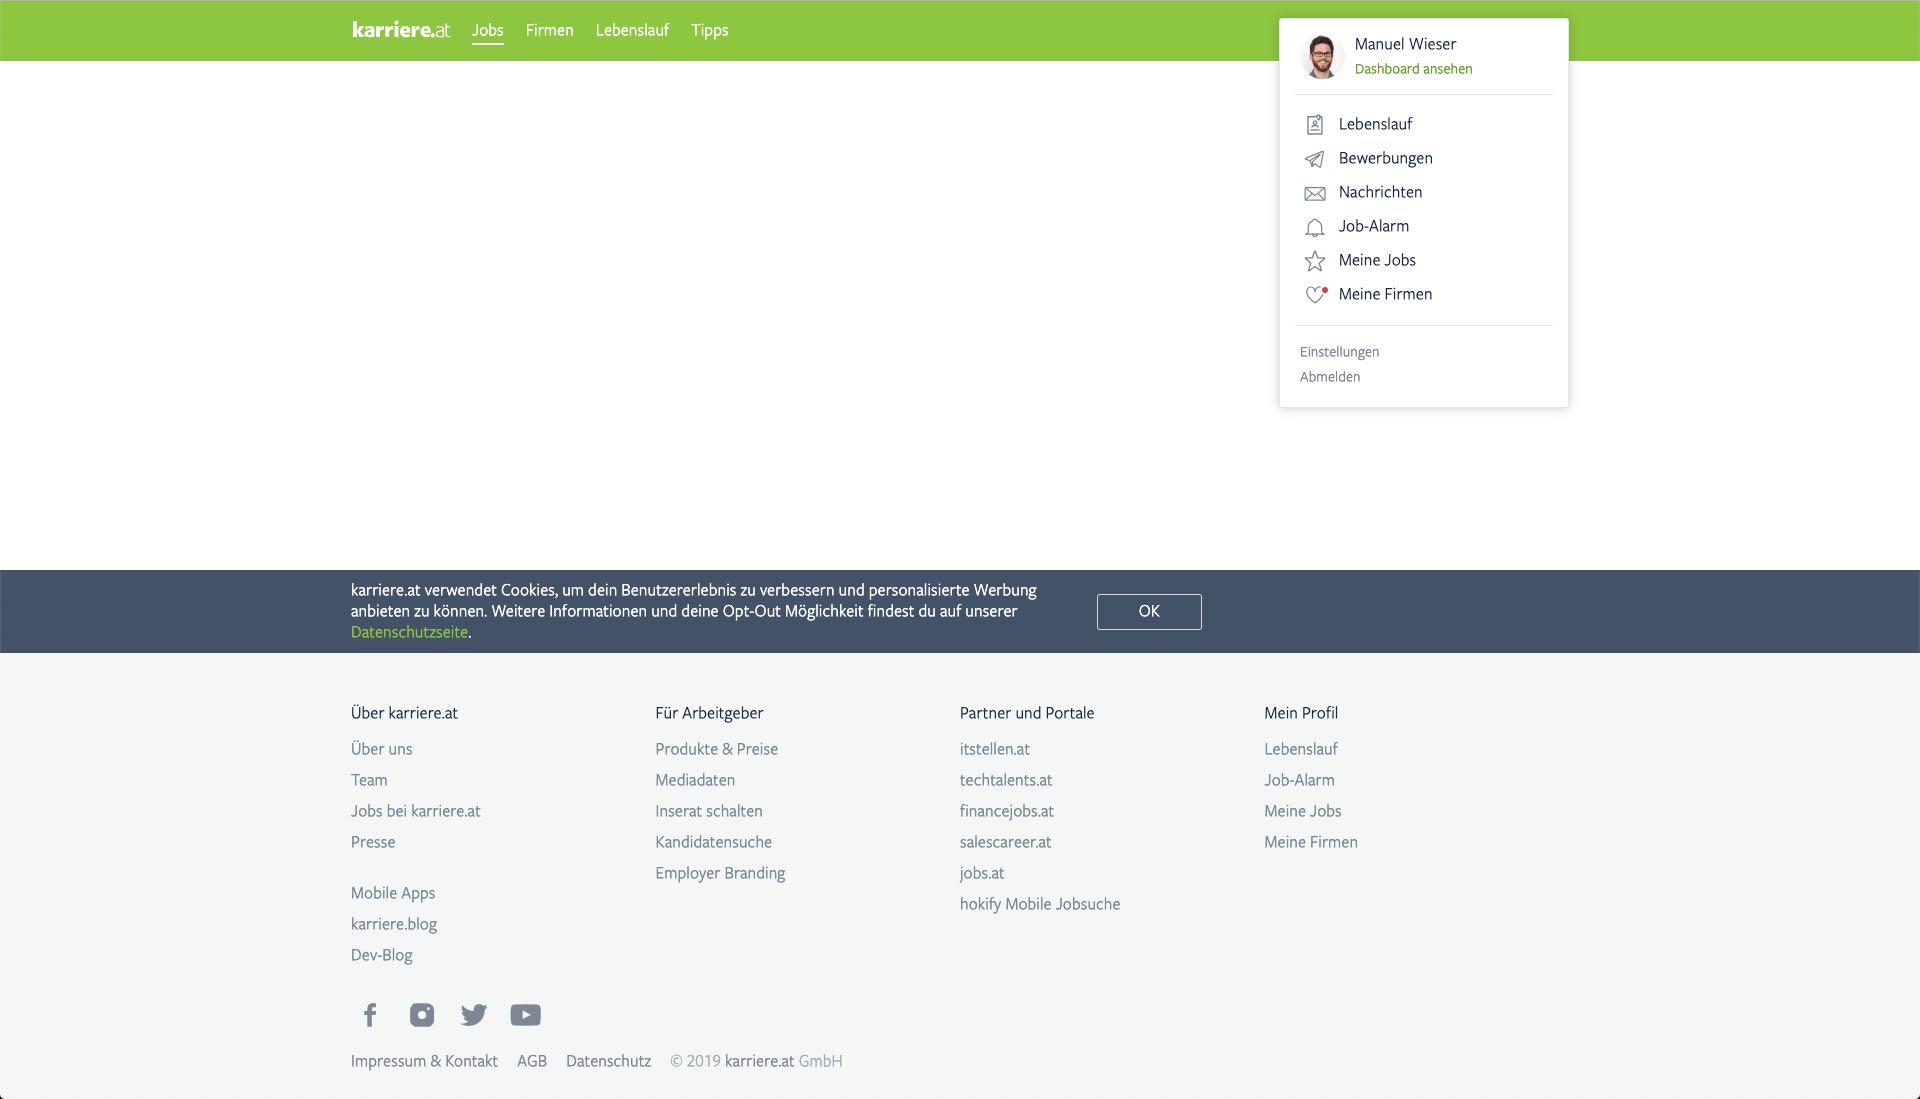 karriere.at Jobs Firmen Lebenslauf Tipps
Manuel Wieser
Dashboard ansehen
Lebenslauf
Bewerbungen
Nachrichten
Job-Alarm
Meine Jobs
Meine Firmen
Einstellungen
Abmelden
karriere.at verwendet Cookies, um dein Benutzererlebnis zu verbessern und personalisierte Werbung
anbieten zu können. Weitere Informationen und deine Opt-Out Möglichkeit findest du auf unserer
Datenschutzseite.
OK
Über karriere.at
Über uns
Team
Jobs bei karriere.at
Presse
Mobile Apps
karriere.blog
Dev-Blog
Für Arbeitgeber
Produkte & Preise
Mediadaten
Inserat schalten
Kandidatensuche
Employer Branding
Partner und Portale
itstellen.at
techtalents.at
financejobs.at
salescareer.at
jobs.at
hokify Mobile Jobsuche
Mein Profil
Lebenslauf
Job-Alarm
Meine Jobs
Meine Firmen
Impressum & Kontakt AGB Datenschutz © 2019 karriere.at GmbH